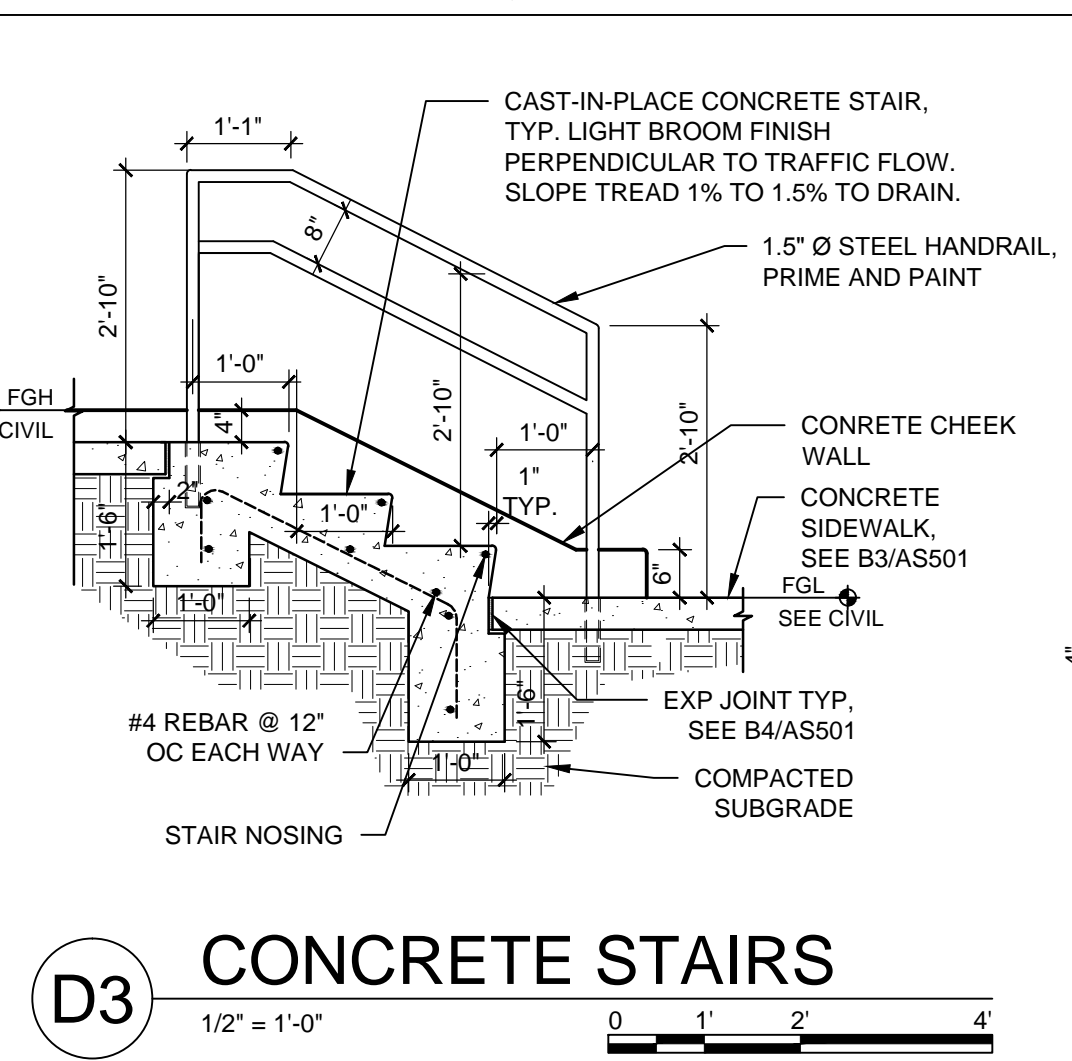 CAST-IN-PLACE CONCRETE STAIR,
TYP. LIGHT BROOM FINISH
PERPENDICULAR TO TRAFFIC FLOW.
SLOPE TREAD 1% TO 1.5% TO DRAIN.
1'-1"
1.5" Ø STEEL HANDRAIL,
PRIME AND PAINT
8"
2'-10"
1'-0"
2'-10"
FGH
CIVIL
4"
1'-0"
2'-10"
CONRETE CHEEK
WALL
1"
TYP.
2"
1'-0"
1'-6"
CONCRETE
SIDEWALK,
SEE B3/AS501
6"
FGL
SEE CIVIL
1'-0"
4"
#4 REBAR @ 12"
OC EACH WAY
1'-6"
EXP JOINT TYP,
SEE B4/AS501
1'-0"
COMPACTED
SUBGRADE
STAIR NOSING
D3
CONCRETE STAIRS
1/2" = 1'-0"
0 1' 2' 4'